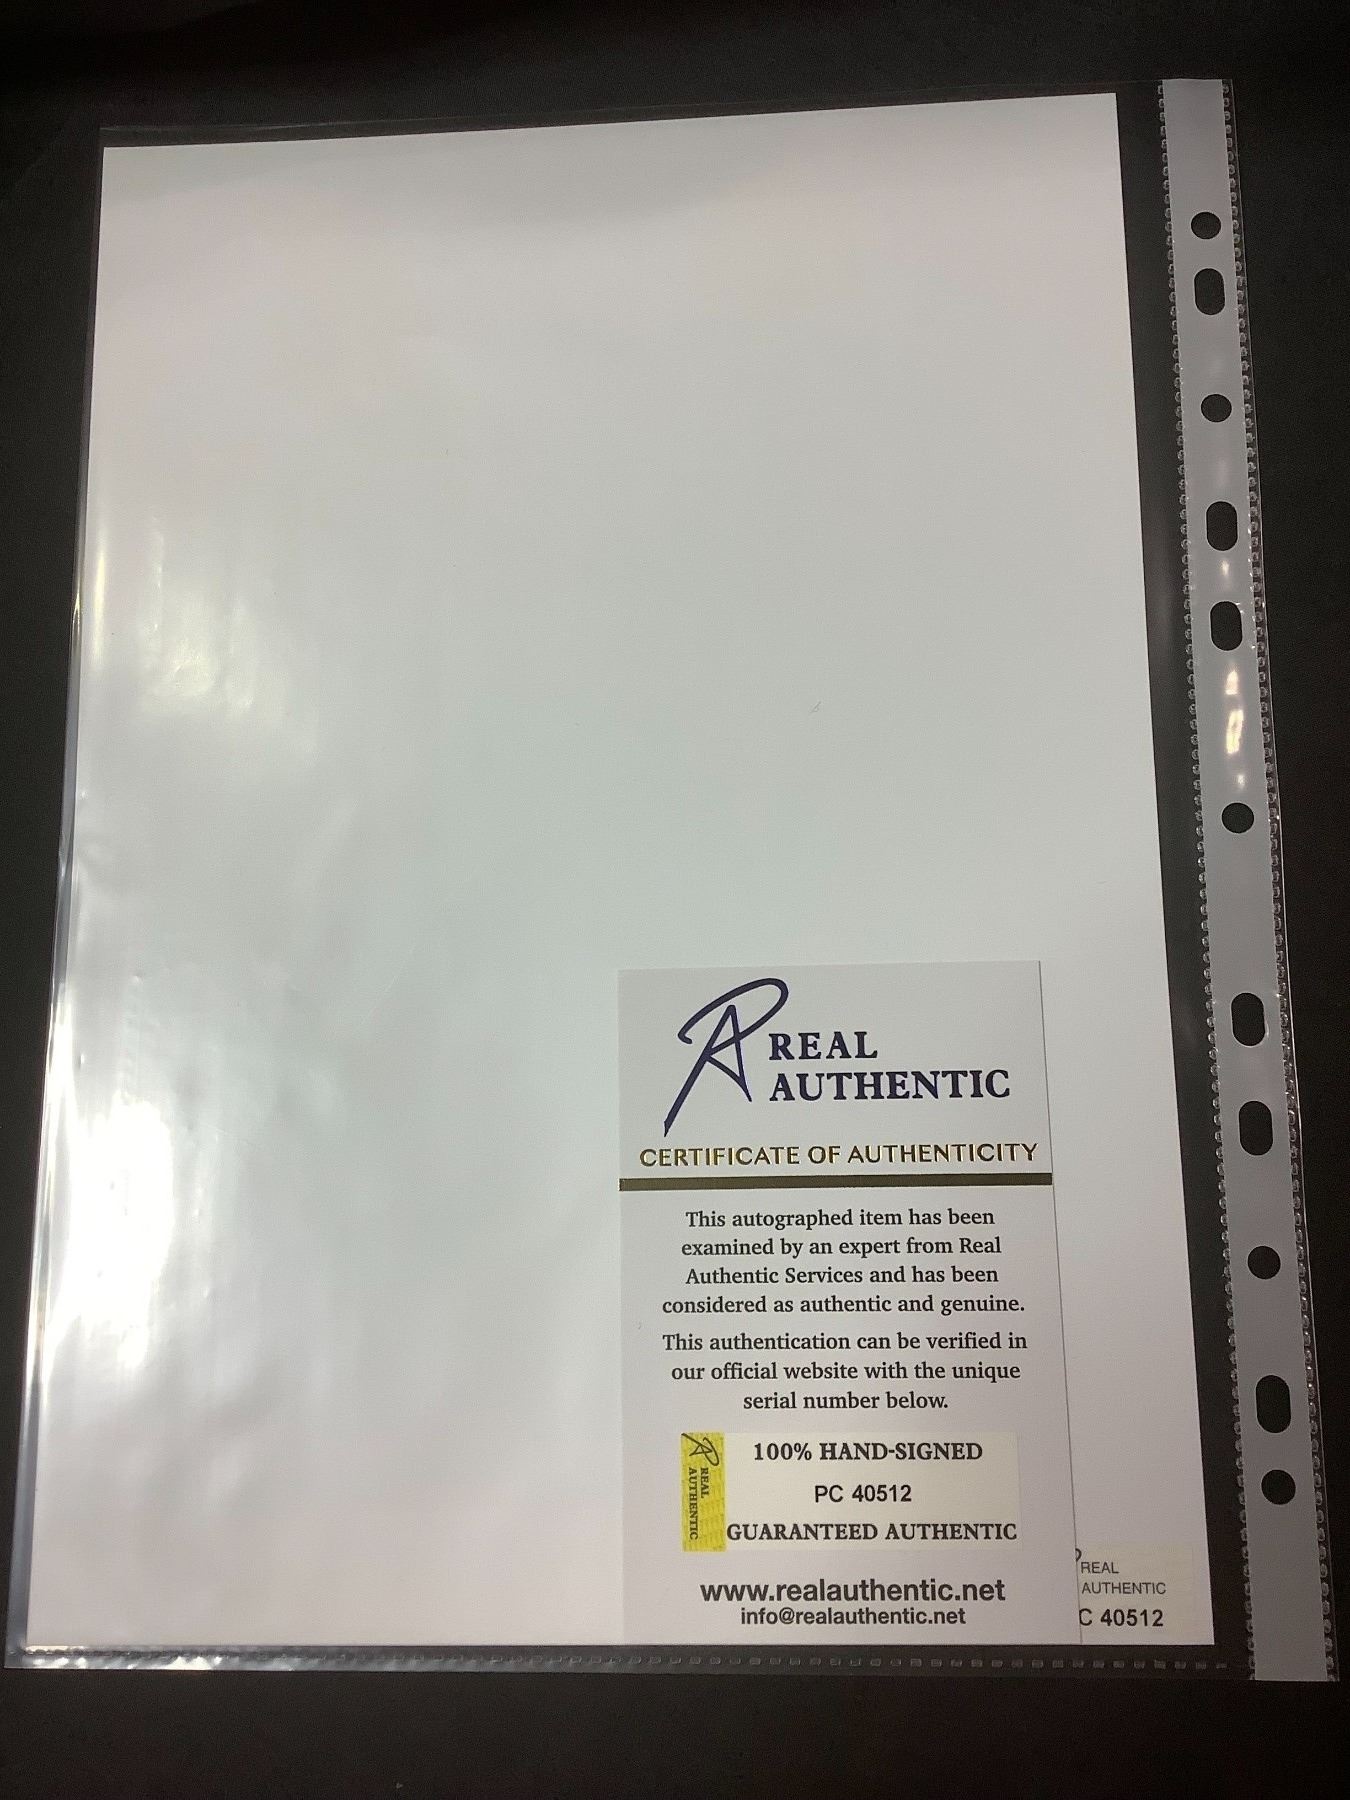 REAL
AUTHENTIC
CERTIFICATE OF AUTHENTICITY
This autographed item has been
examined by an expert from Real
Authentic Services and has been
considered as authentic and genuine.
This authentication can be verified in
our official website with the unique
serial number below.
REAL
AUTHENTIC
100% HAND-SIGNED
PC 40512
GUARANTEED AUTHENTIC
www.realauthentic.net
info@realauthentic.net
REAL
AUTHENTIC
C 40512